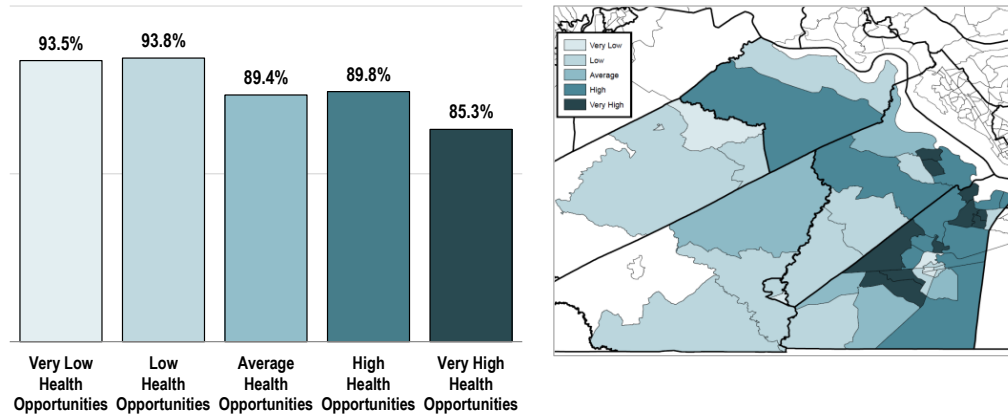 93.5%
93.8%
89.4%
89.8%
85.3%
Very Low
Health
Opportunities
Low
Health
Opportunities
Average
Health
Opportunities
High
Health
Opportunities
Very High
Health
Opportunities
Very Low
Low
Average
High
Very High